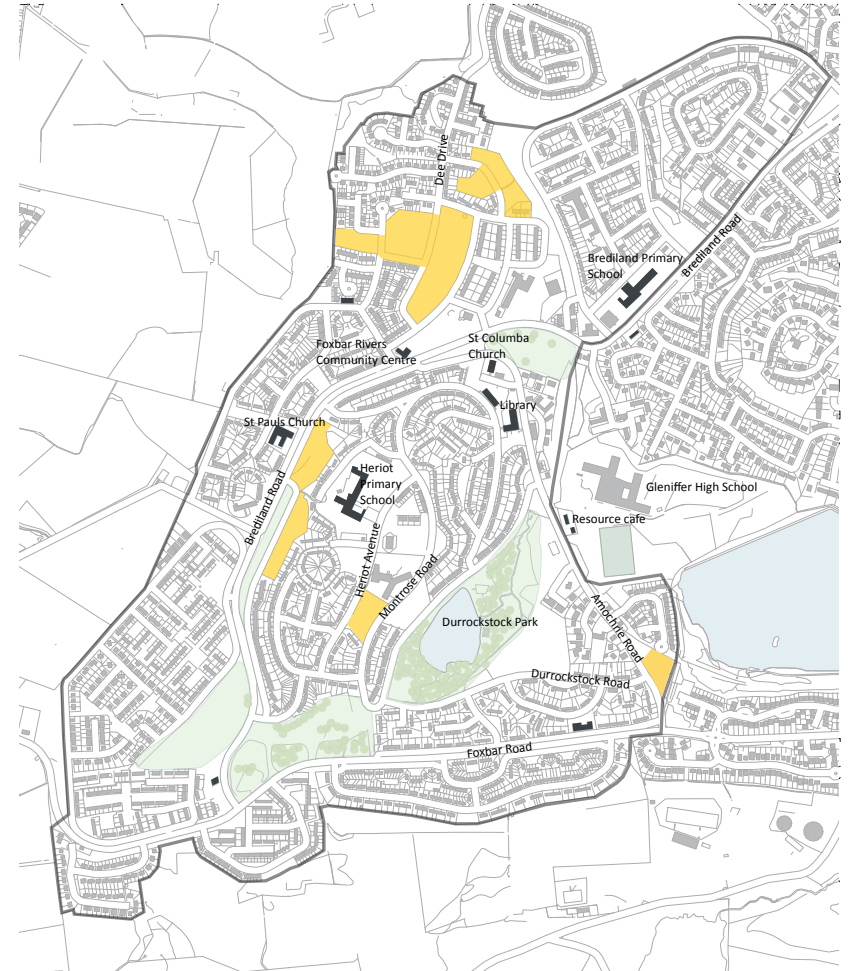 Dee Drive
Brediland Primary
School
Brediland Road
Foxbar Rivers
Community Centre
St Columba
Church
Library
St Pauls Church
Heriot
Primary
School
Gleniffer High School
Brediland Road
Resource cafe
Heriot Avenue
Montrose Road
Durrockstock Park
Amochrie Road
Durrockstock Road
Foxbar Road